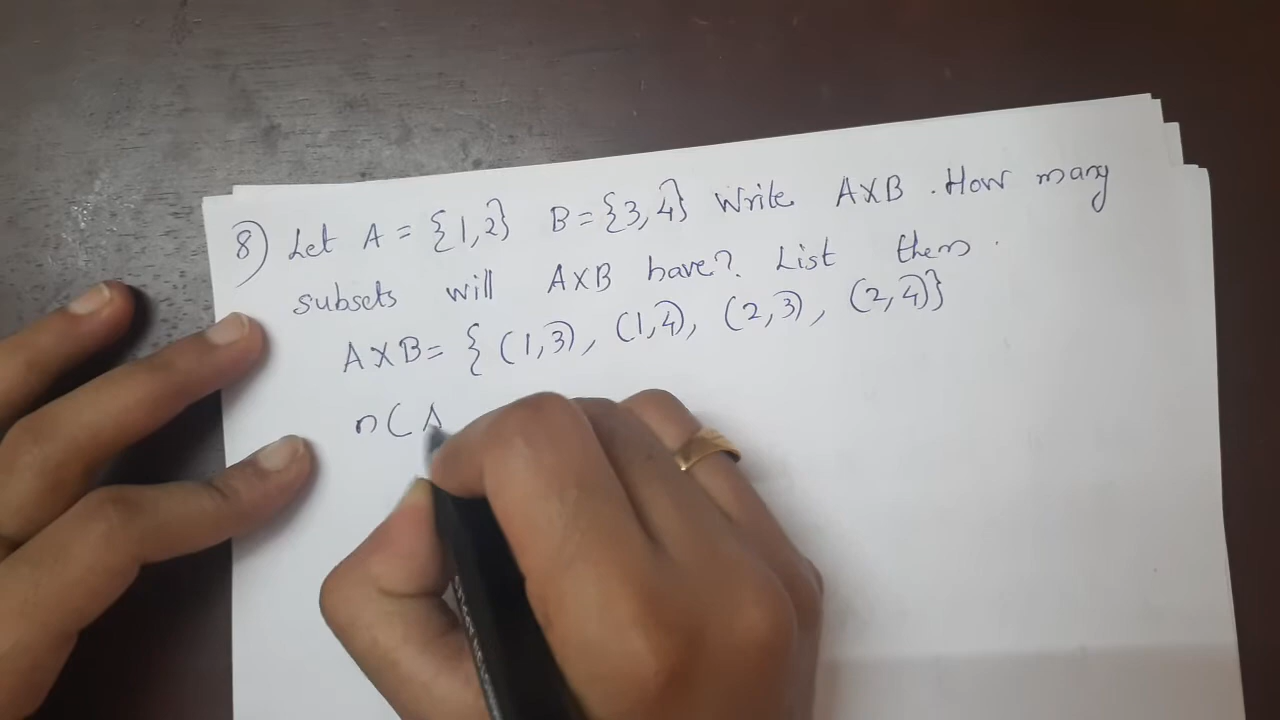 8) Let A = {1,2} B = {3,4} Write A×B. How many
subsets will A×B have? List them.
A×B = { (1,3), (1,4), (2,3), (2,4)}
n(A